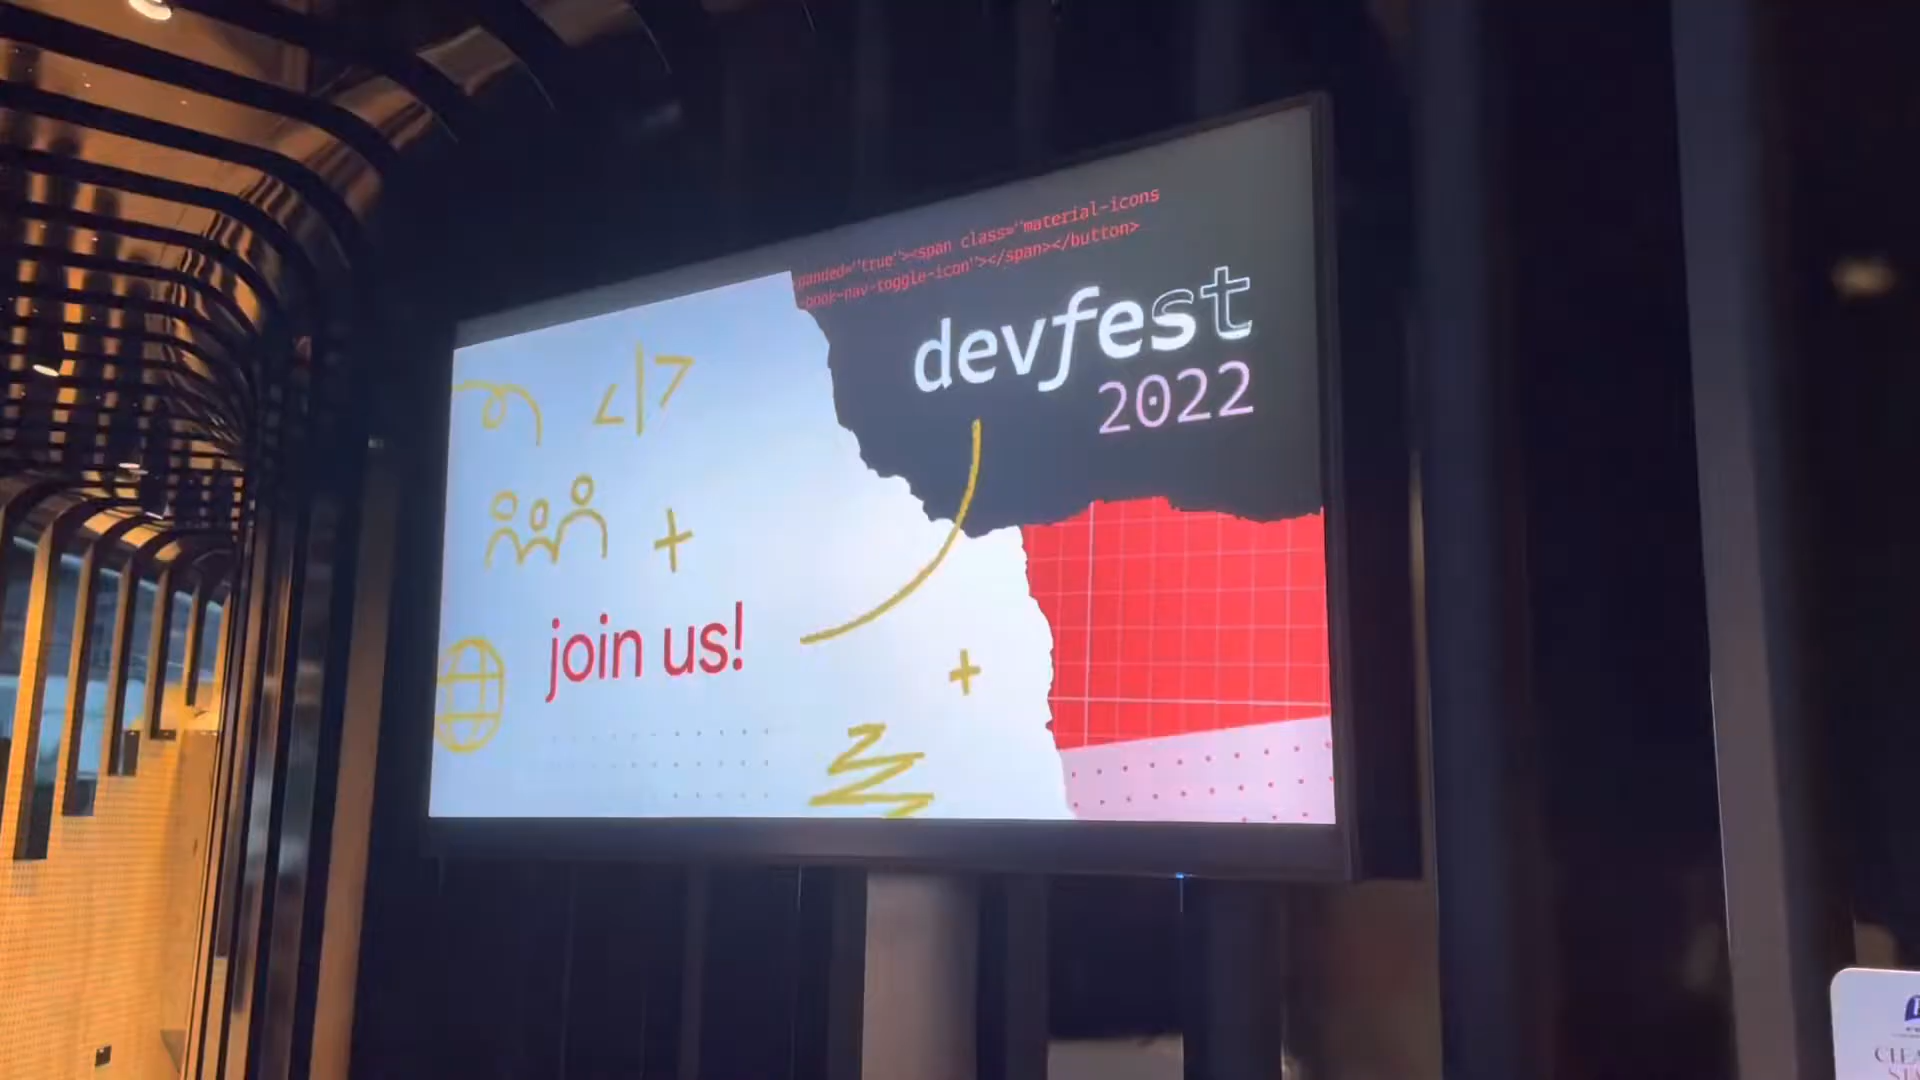 panded="true"><span class="material-icons
-book-nav-toggle-icon"></span></button>
devfest
2022
</>
join us!